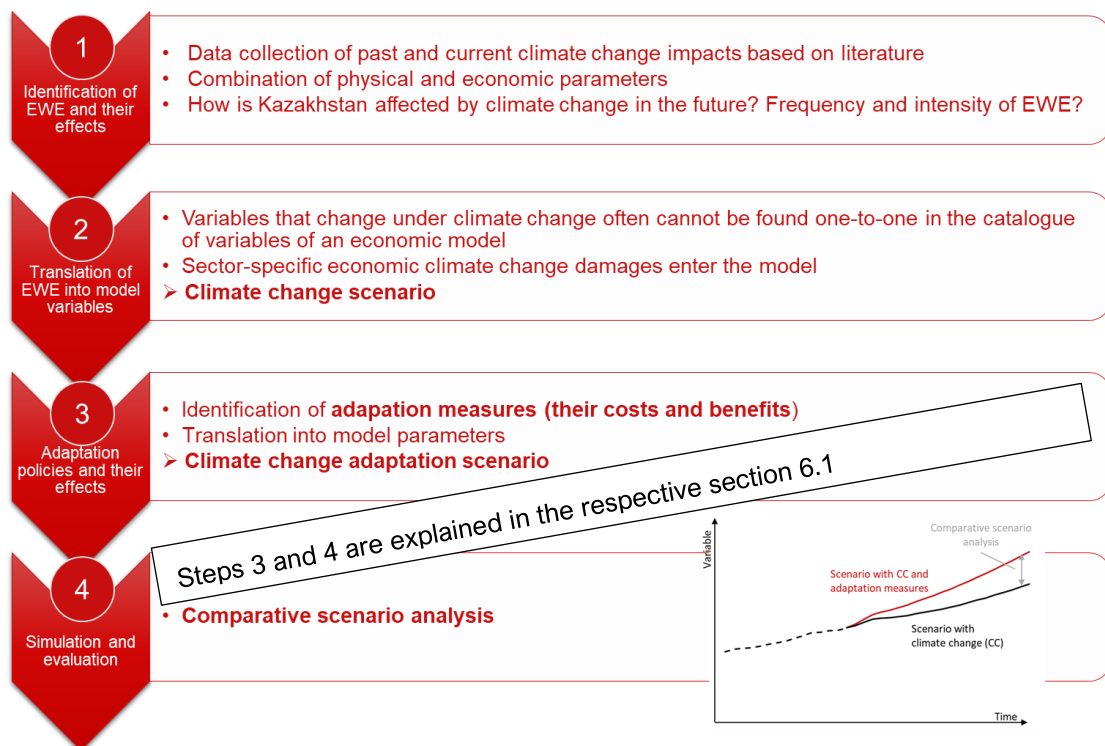 1
Identification of
EWE and their
effects
• Data collection of past and current climate change impacts based on literature
• Combination of physical and economic parameters
• How is Kazakhstan affected by climate change in the future? Frequency and intensity of EWE?
2
Translation of
EWE into model
variables
• Variables that change under climate change often cannot be found one-to-one in the catalogue
of variables of an economic model
• Sector-specific economic climate change damages enter the model
➢ Climate change scenario
3
Adaptation
policies and their
effects
• Identification of adapation measures (their costs and benefits)
• Translation into model parameters
➢ Climate change adaptation scenario
Steps 3 and 4 are explained in the respective section 6.1
4
Simulation and
evaluation
• Comparative scenario analysis
Variable
Comparative scenario
analysis
Scenario with CC and
adaptation measures
Scenario with
climate change (CC)
Time